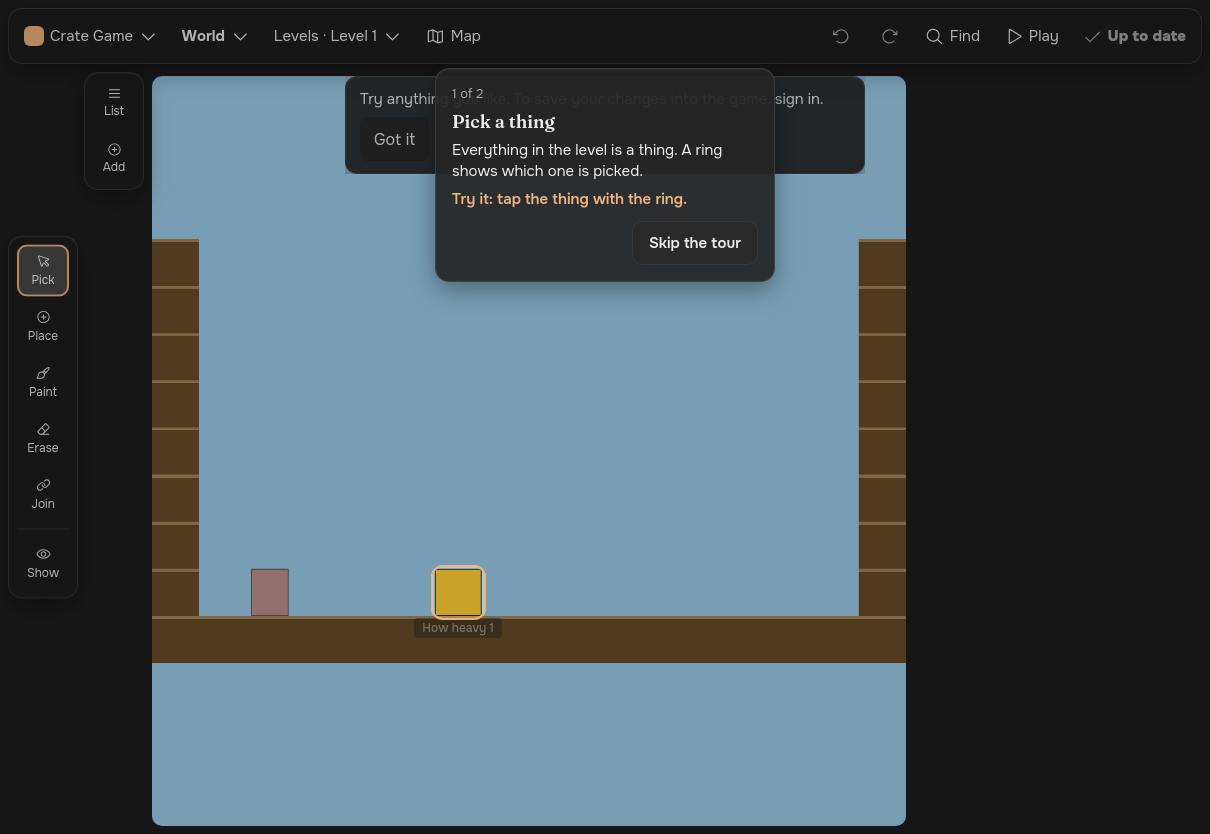 Crate Game
World
Levels · Level 1
Map
Find
Play
Up to date
List
Add
Try anything you like. To save your changes into the game, sign in.
Got it
1 of 2
Pick a thing
Everything in the level is a thing. A ring
shows which one is picked.
Try it: tap the thing with the ring.
Skip the tour
Pick
Place
Paint
Erase
Join
Show
How heavy 1